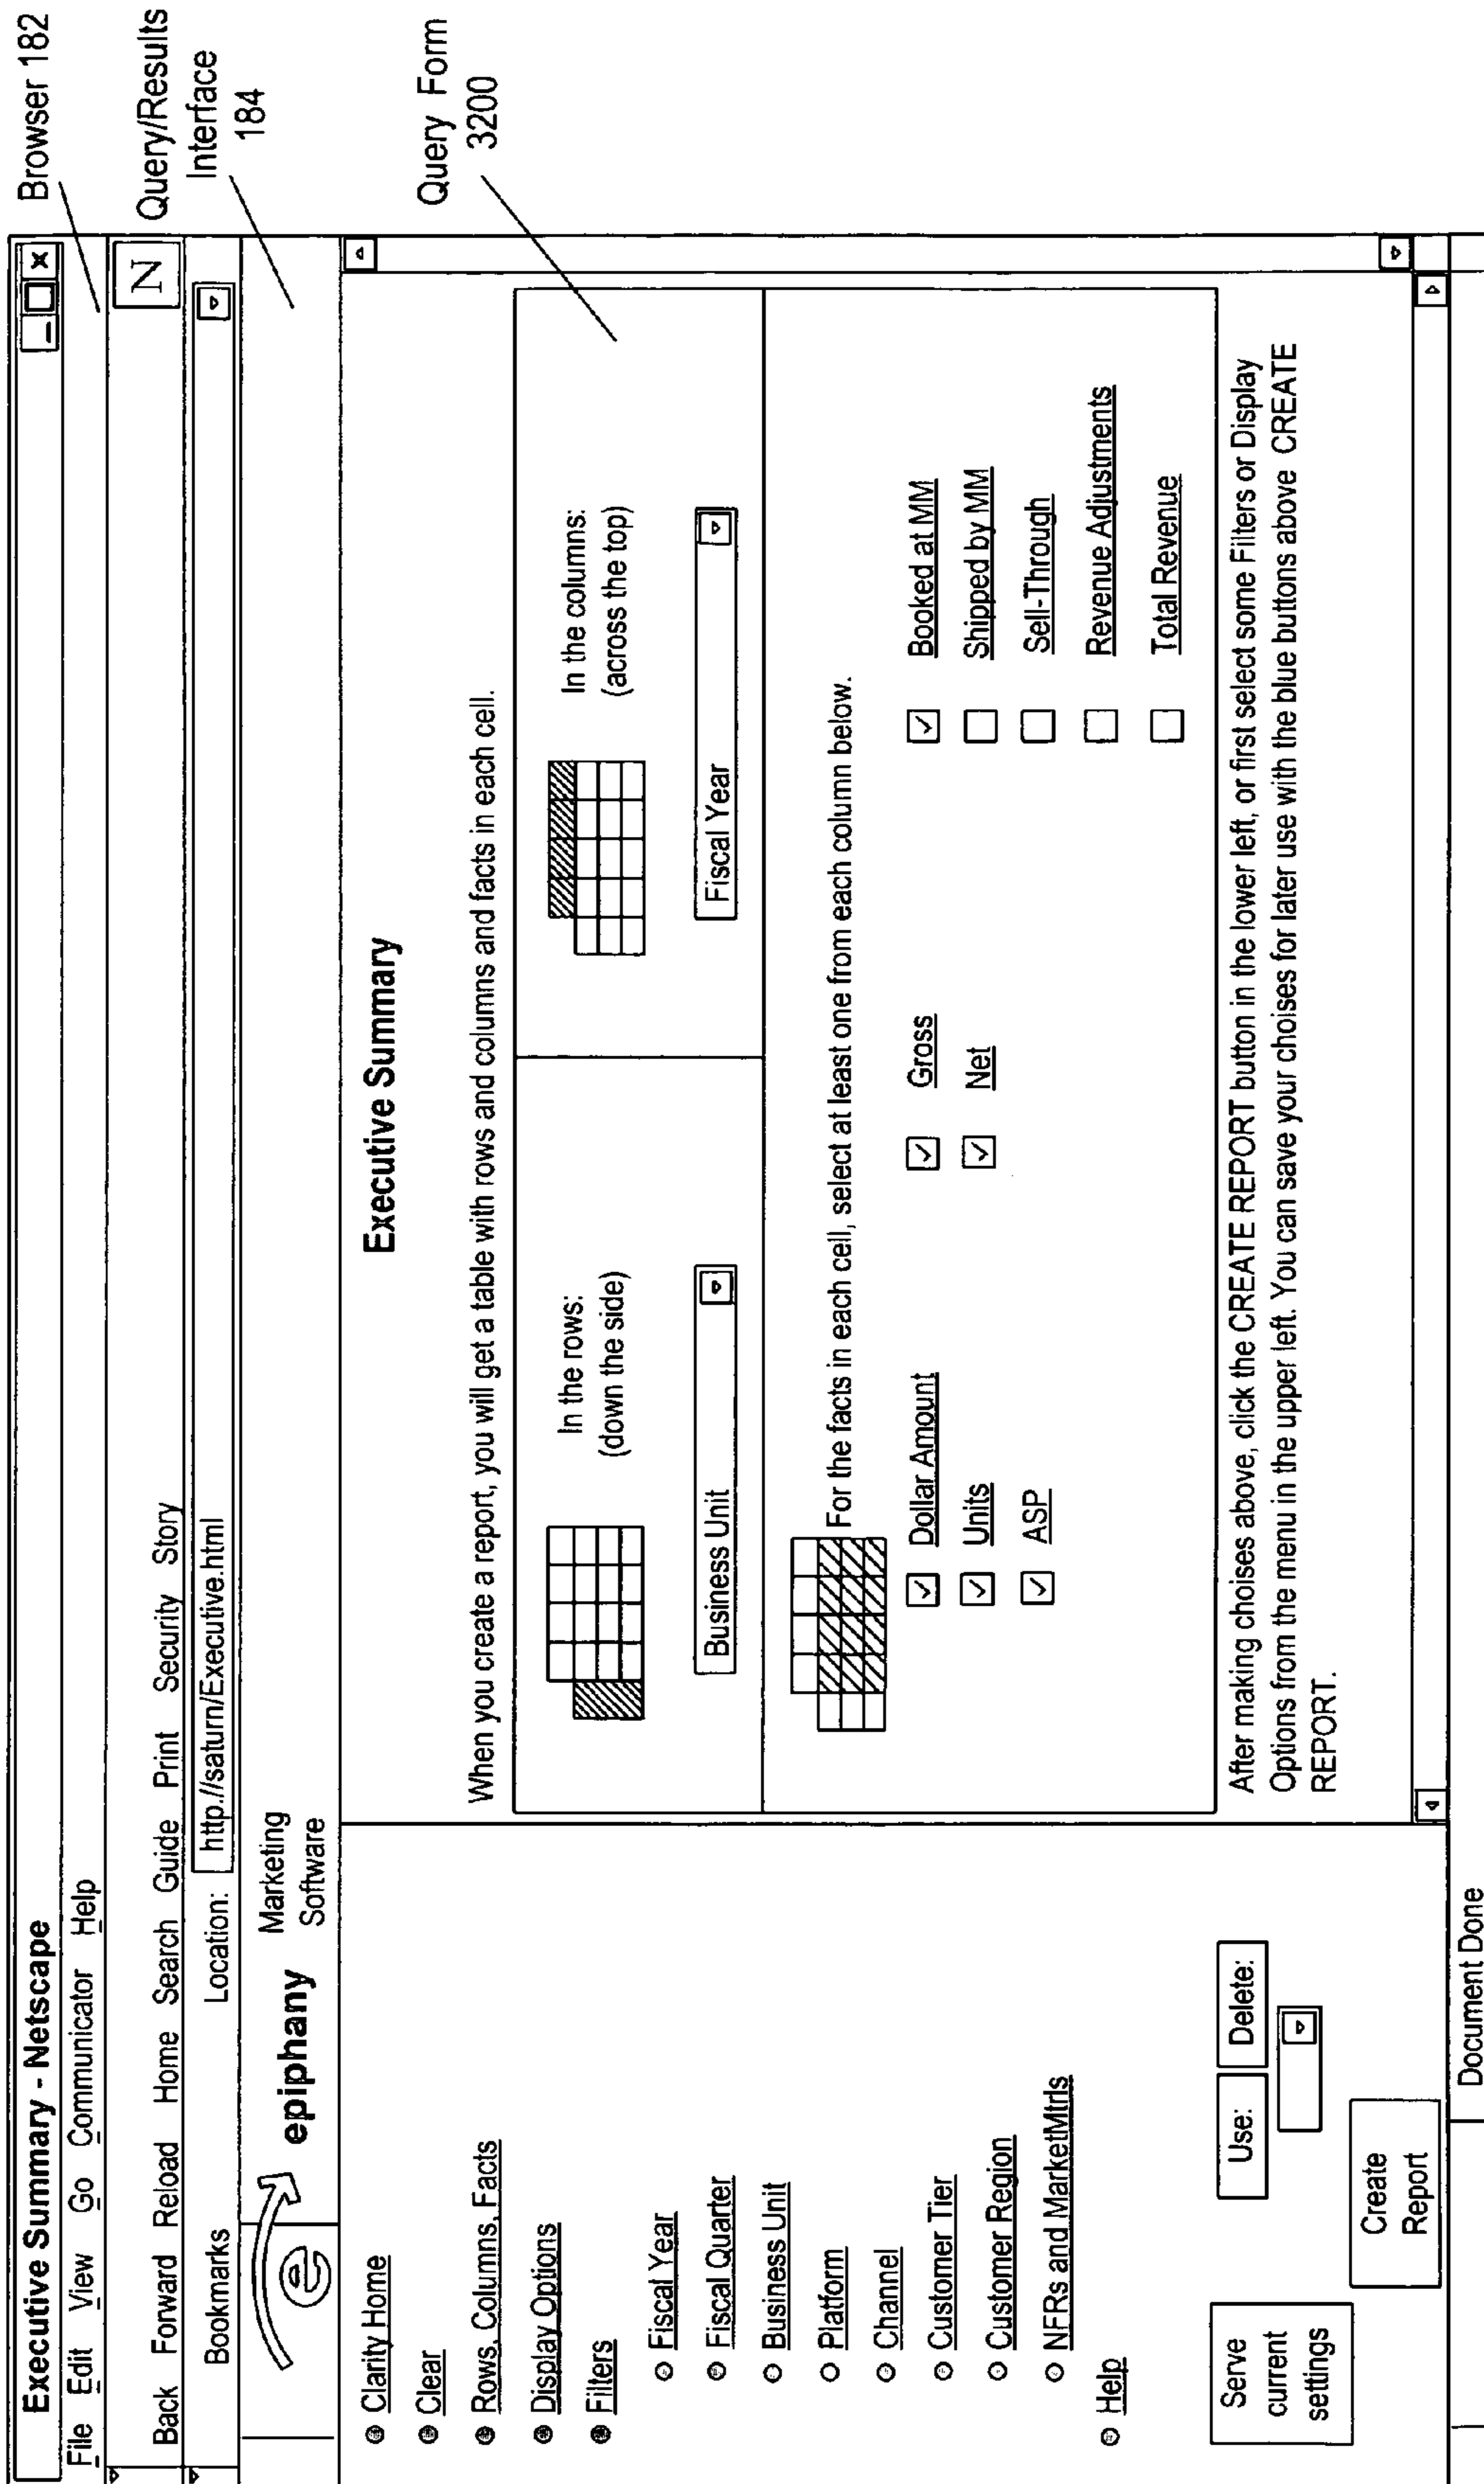 Browser 182
Query/Results
Interface
184
Query Form
3200
Executive Summary - Netscape
File Edit View Go Communicator Help
Back Forward Reload Home Search Guide Print Security Story
N
Bookmarks
Location:
http.//saturn/Executive.html
e
epiphany
Marketing
Software
Clarity Home
Clear
Rows, Columns, Facts
Display Options
Filters
Fiscal Year
Fiscal Quarter
Business Unit
Platform
Channel
Customer Tier
Customer Region
NFRs and MarketMtrls
Help
Serve
current
settings
Use:
Delete:
Create
Report
Executive Summary
When you create a report, you will get a table with rows and columns and facts in each cell.
In the rows:
(down the side)
Business Unit
In the columns:
(across the top)
Fiscal Year
For the facts in each cell, select at least one from each column below.
Dollar Amount
Units
ASP
Gross
Net
Booked at MM
Shipped by MM
Sell-Through
Revenue Adjustments
Total Revenue
After making choises above, click the CREATE REPORT button in the lower left, or first select some Filters or Display
Options from the menu in the upper left. You can save your choises for later use with the blue buttons above CREATE
REPORT.
Document Done